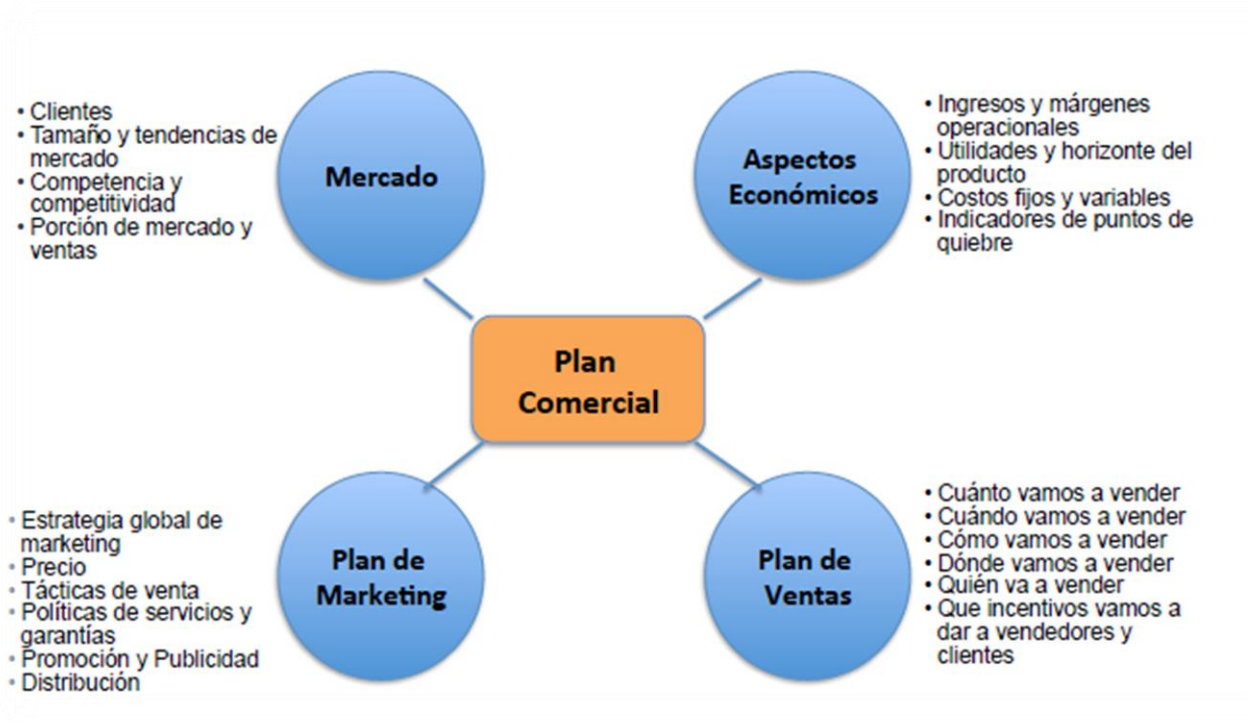 • Clientes
• Tamaño y tendencias de
mercado
• Competencia y
competitividad
• Porción de mercado y
ventas
Mercado
Aspectos
Económicos
• Ingresos y márgenes
operacionales
• Utilidades y horizonte del
producto
• Costos fijos y variables
• Indicadores de puntos de
quiebre
Plan
Comercial
• Estrategia global de
marketing
• Precio
• Tácticas de venta
• Políticas de servicios y
garantías
• Promoción y Publicidad
• Distribución
Plan de
Marketing
Plan de
Ventas
• Cuánto vamos a vender
• Cuándo vamos a vender
• Cómo vamos a vender
• Dónde vamos a vender
• Quién va a vender
• Que incentivos vamos a
dar a vendedores y
clientes